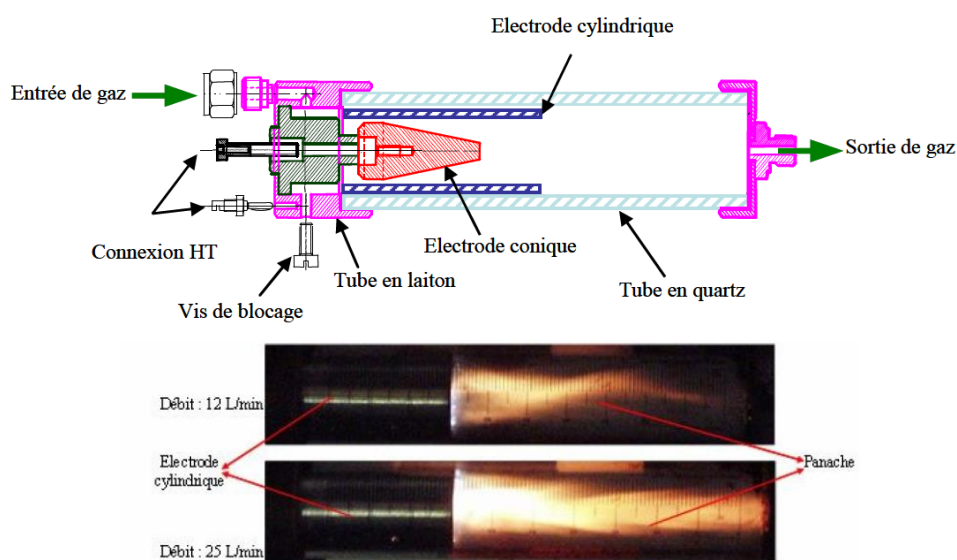 Electrode cylindrique
Entrée de gaz
Sortie de gaz
Connexion HT
Electrode conique
Tube en laiton
Tube en quartz
Vis de blocage
Débit : 12 L/min
Electrode
cylindrique
Panache
Débit : 25 L/min